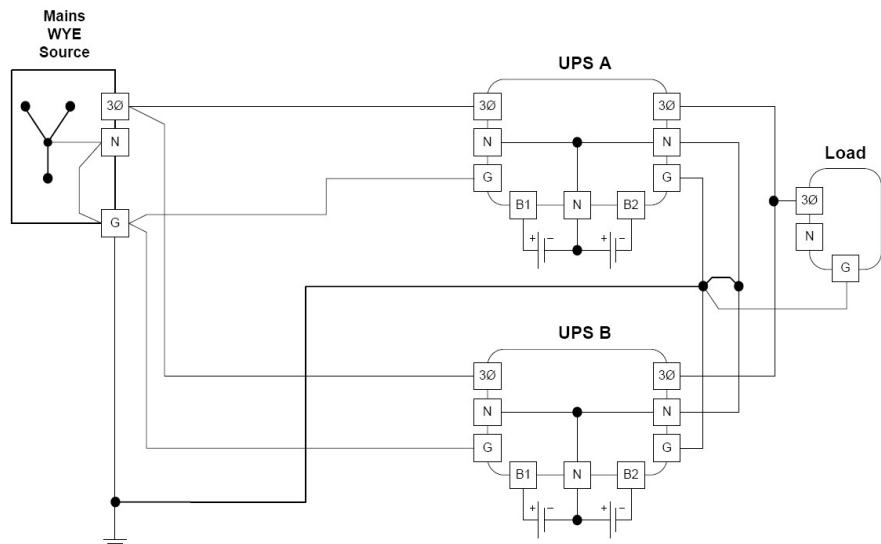 Mains
WYE
Source
3Ø
N
G
UPS A
3Ø
N
G
B1
N
B2
3Ø
N
G
+ −
+ −
Load
3Ø
N
G
UPS B
3Ø
N
G
B1
N
B2
3Ø
N
G
+ −
+ −